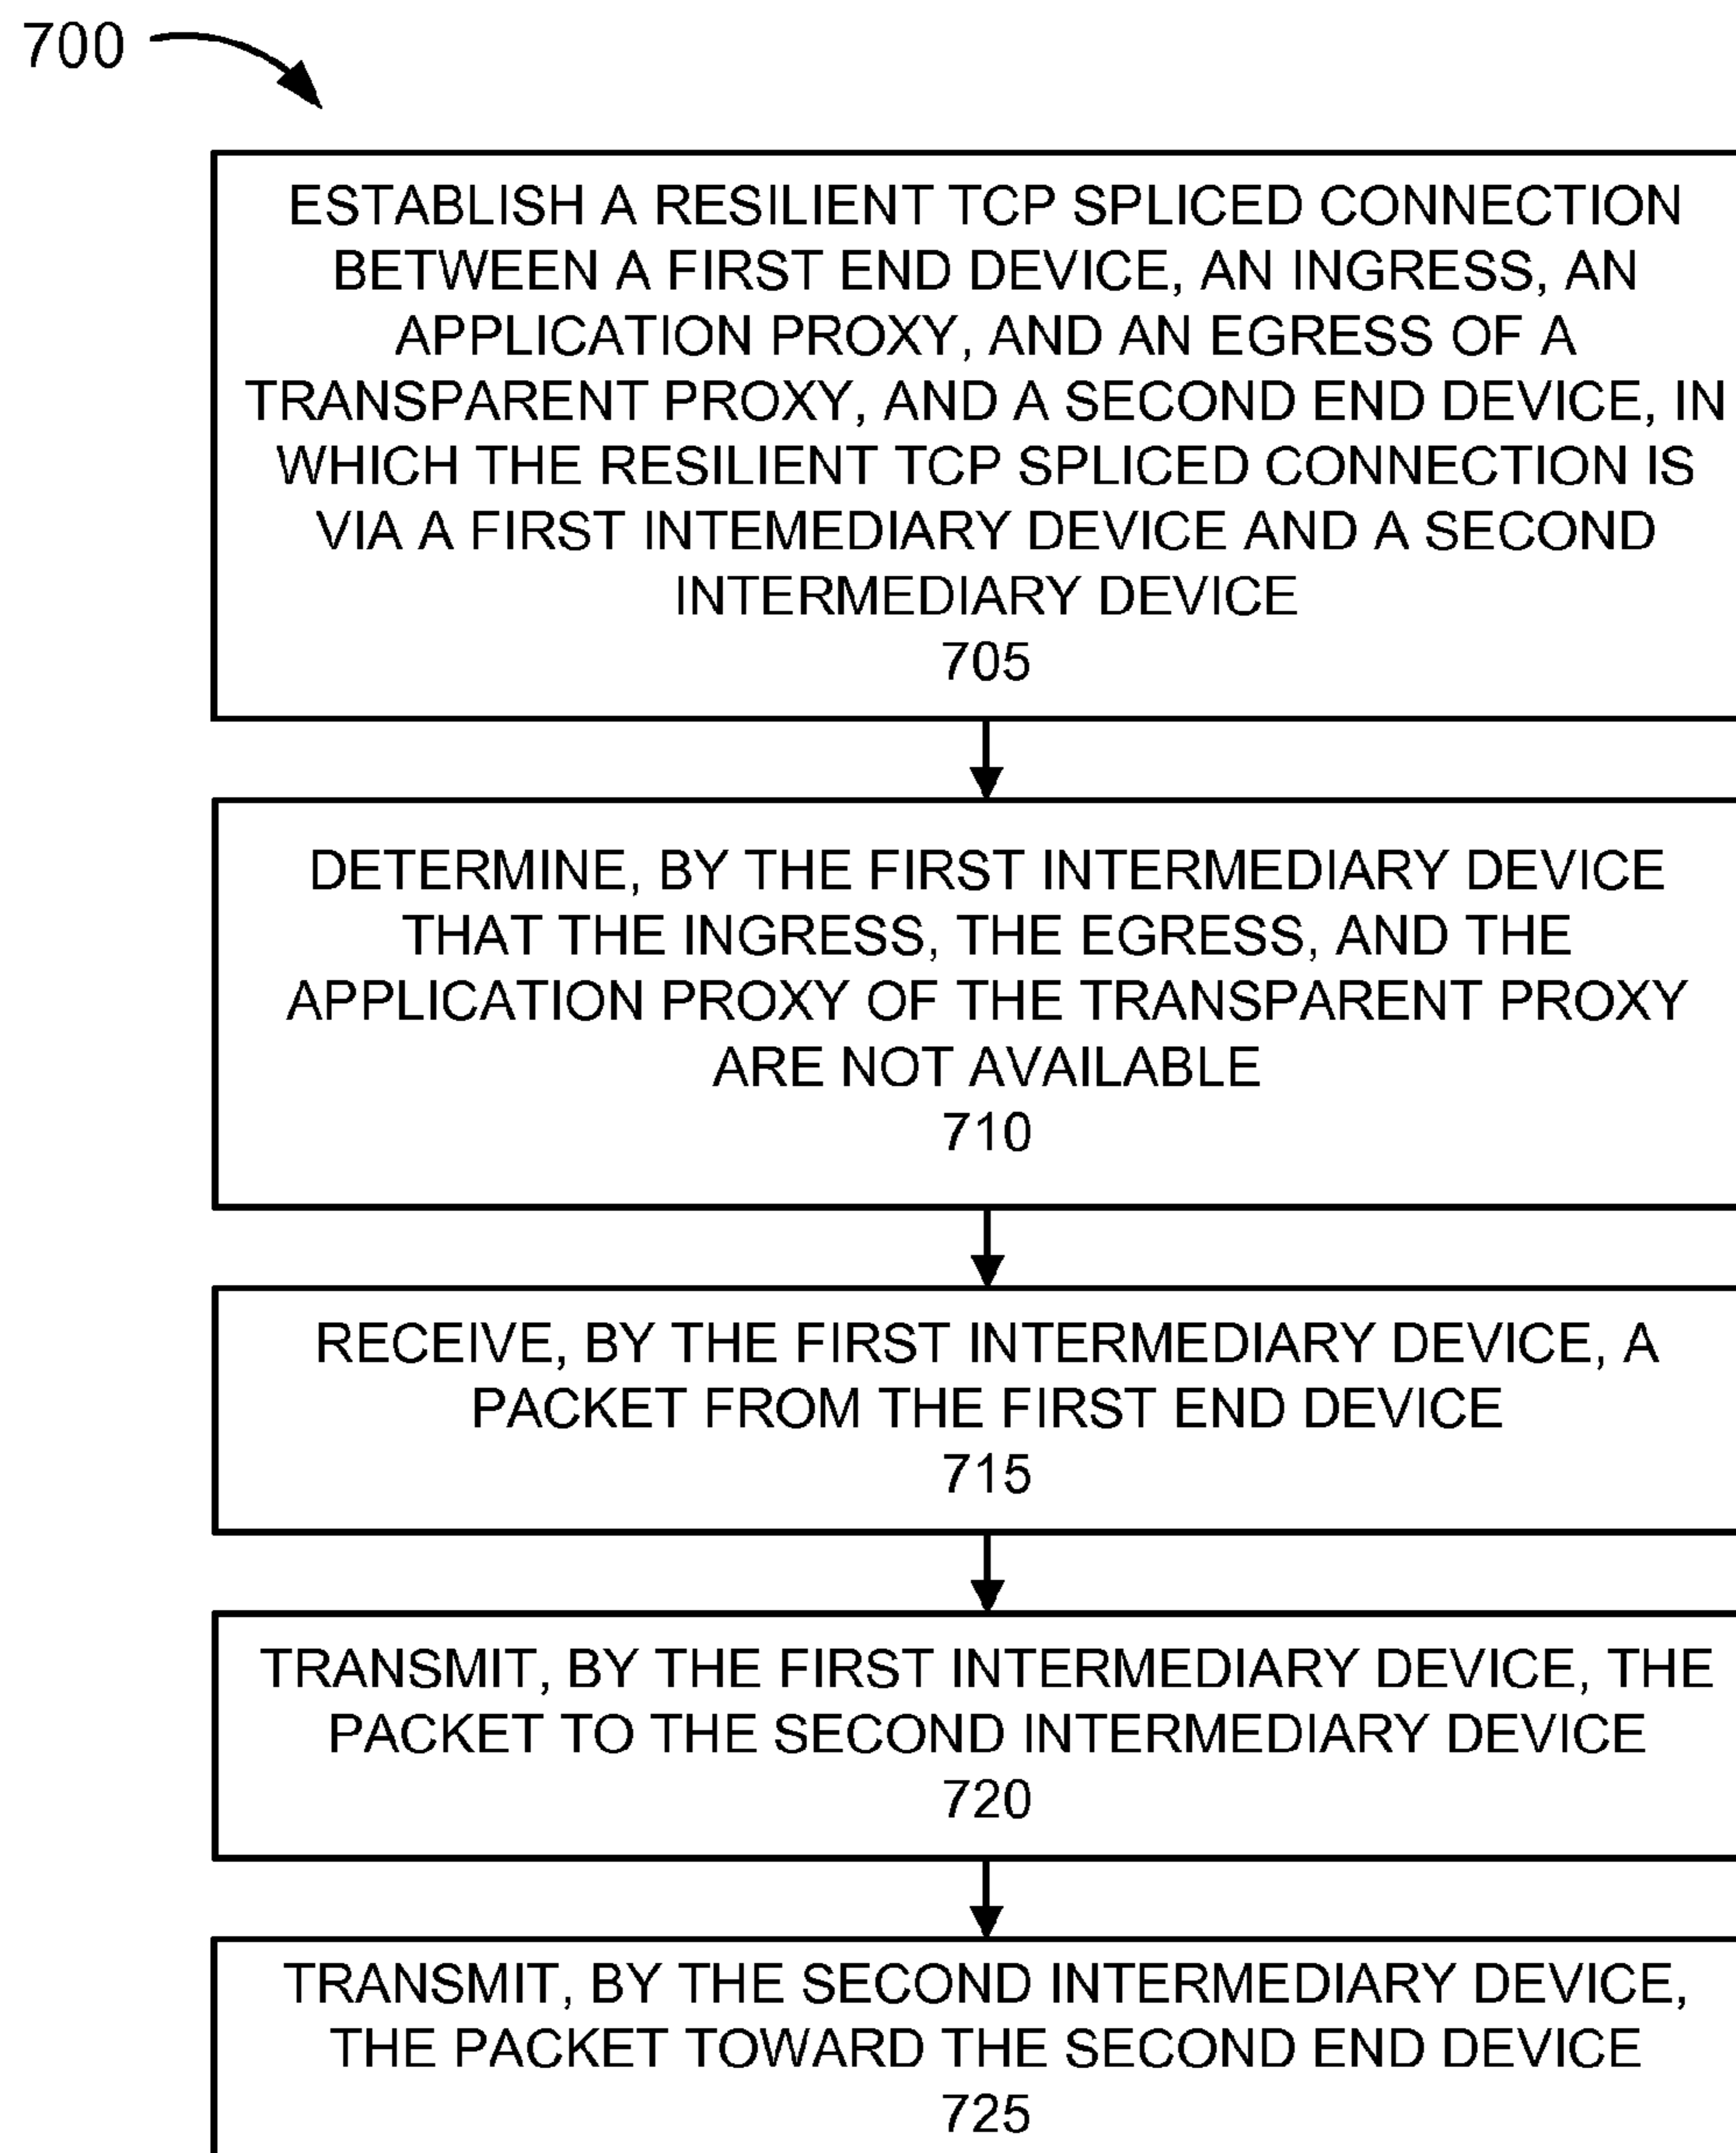 700
ESTABLISH A RESILIENT TCP SPLICED CONNECTION
BETWEEN A FIRST END DEVICE, AN INGRESS, AN
APPLICATION PROXY, AND AN EGRESS OF A
TRANSPARENT PROXY, AND A SECOND END DEVICE, IN
WHICH THE RESILIENT TCP SPLICED CONNECTION IS
VIA A FIRST INTEMEDIARY DEVICE AND A SECOND
INTERMEDIARY DEVICE
705
DETERMINE, BY THE FIRST INTERMEDIARY DEVICE
THAT THE INGRESS, THE EGRESS, AND THE
APPLICATION PROXY OF THE TRANSPARENT PROXY
ARE NOT AVAILABLE
710
RECEIVE, BY THE FIRST INTERMEDIARY DEVICE, A
PACKET FROM THE FIRST END DEVICE
715
TRANSMIT, BY THE FIRST INTERMEDIARY DEVICE, THE
PACKET TO THE SECOND INTERMEDIARY DEVICE
720
TRANSMIT, BY THE SECOND INTERMEDIARY DEVICE,
THE PACKET TOWARD THE SECOND END DEVICE
725